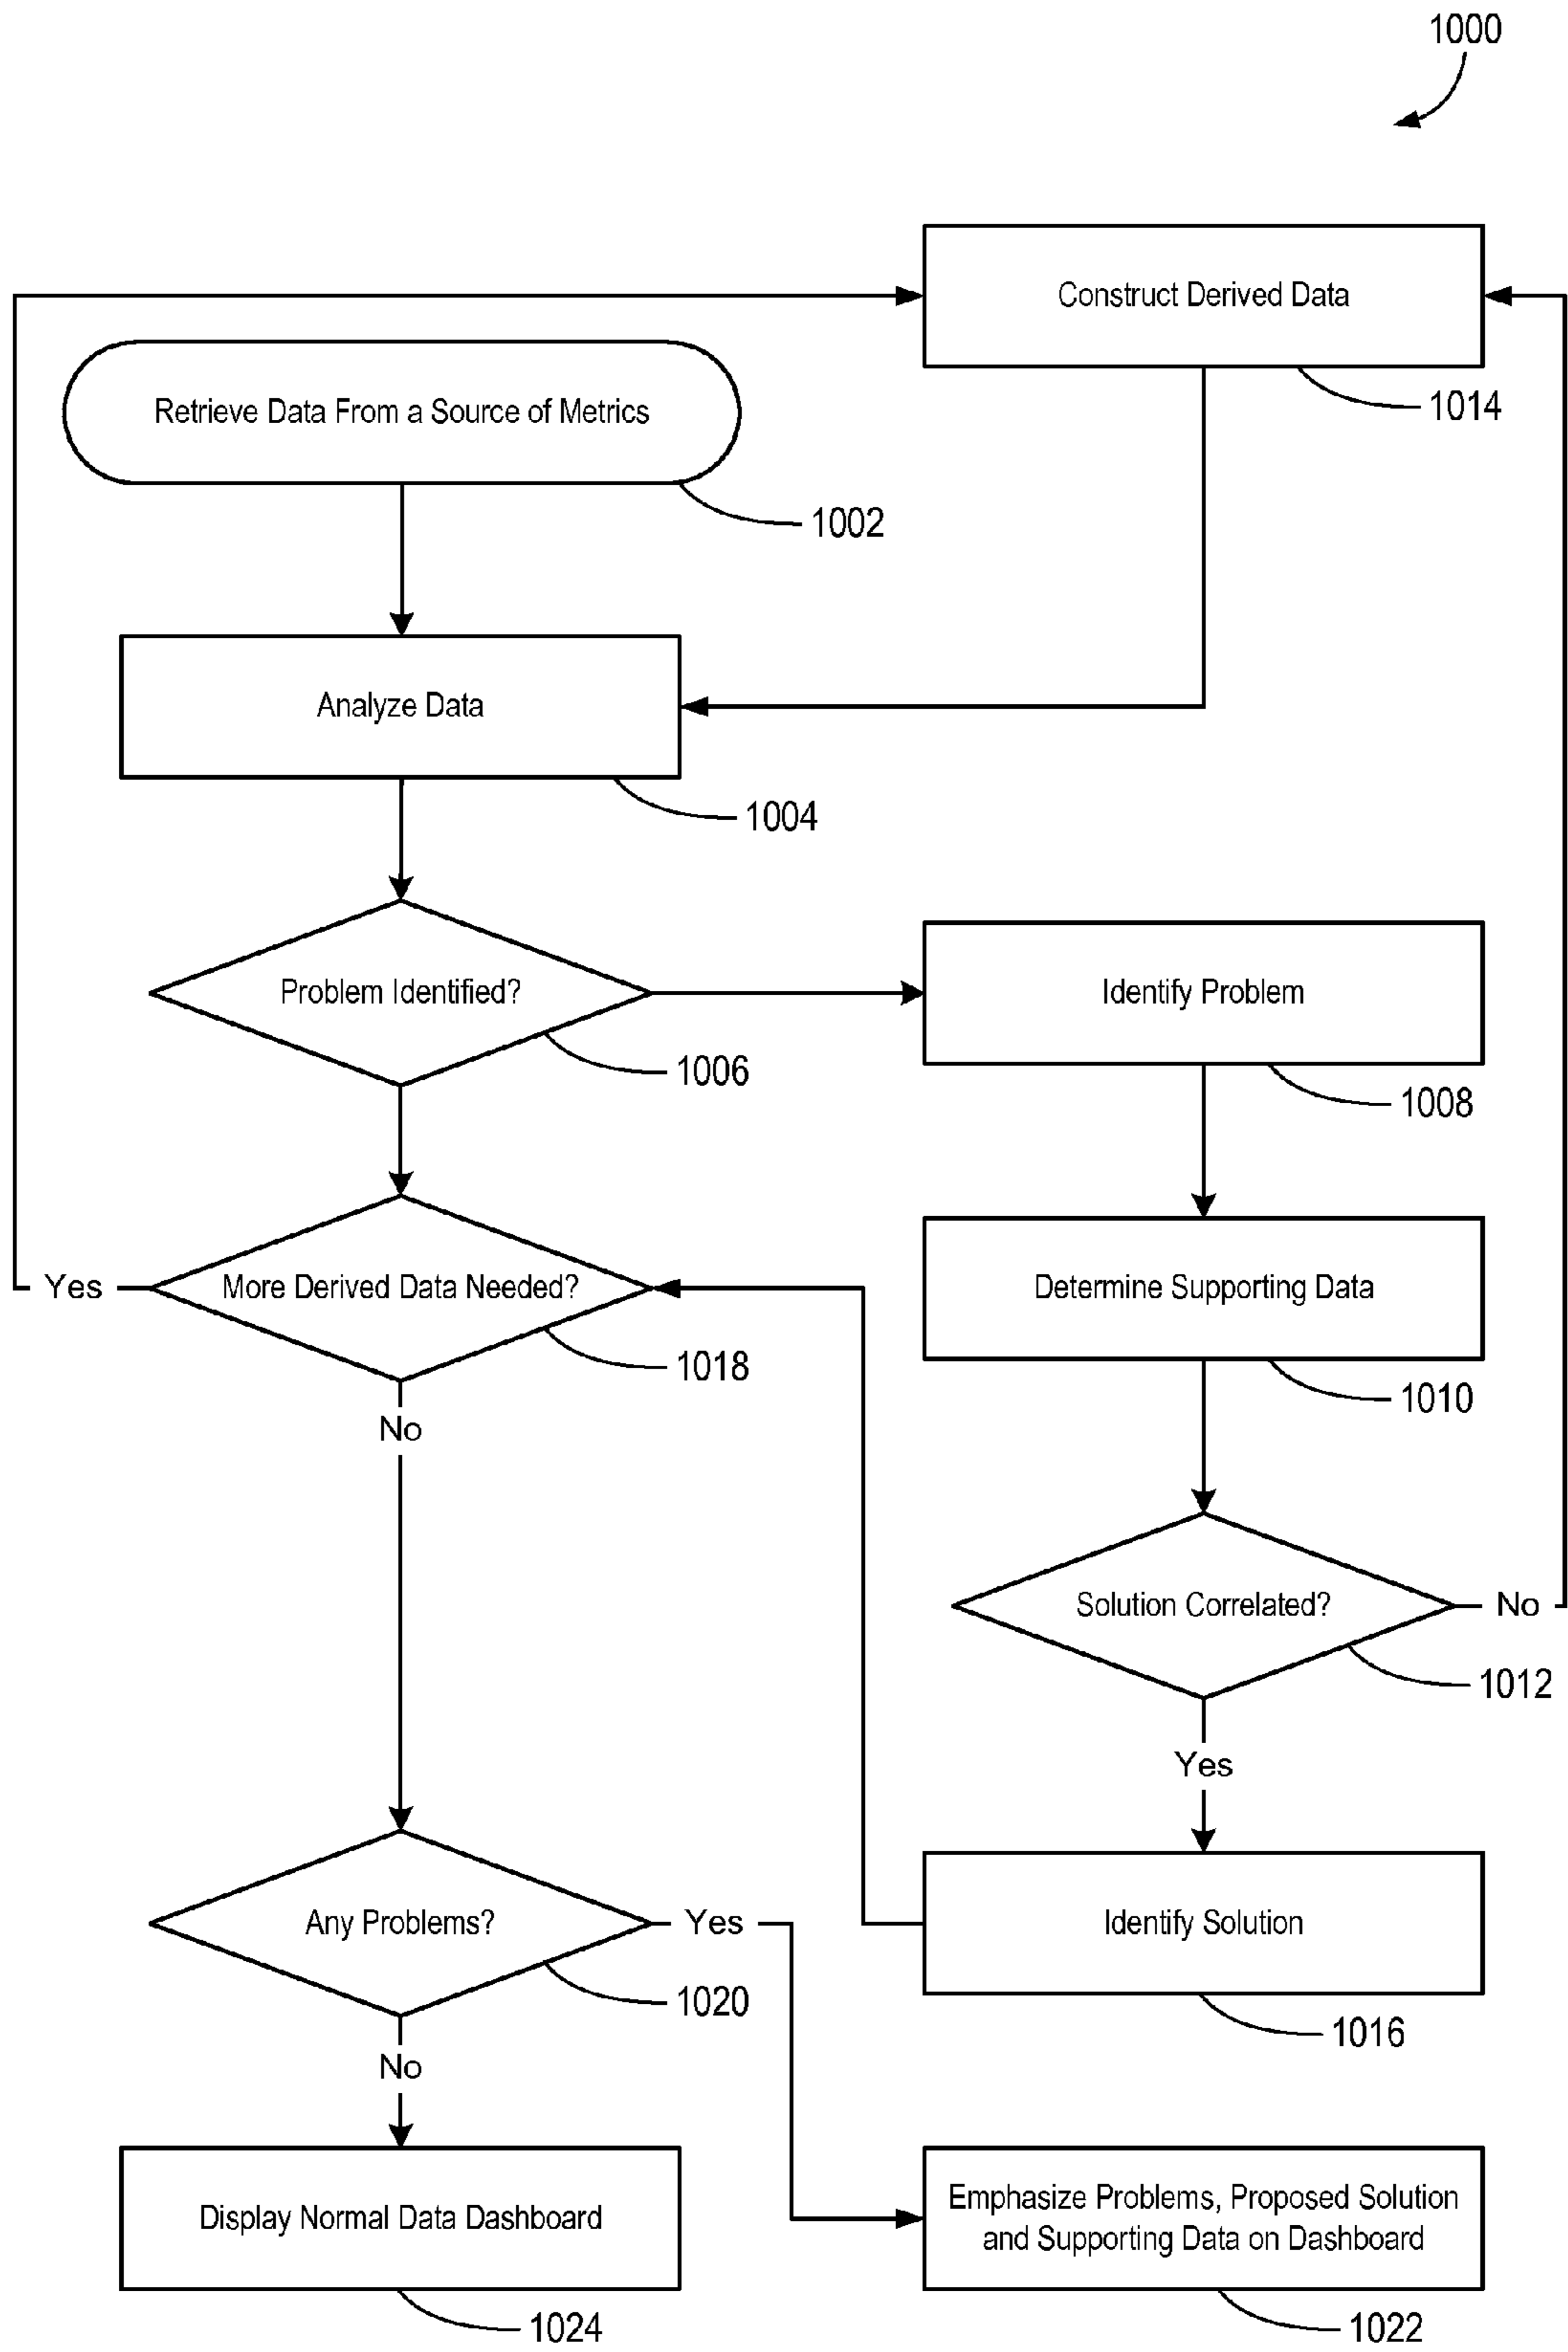 1000
Construct Derived Data
1014
Retrieve Data From a Source of Metrics
1002
Analyze Data
1004
Problem Identified?
1006
Identify Problem
1008
More Derived Data Needed?
Yes
1018
No
Determine Supporting Data
1010
Solution Correlated?
No
1012
Yes
Identify Solution
1016
Any Problems?
Yes
1020
No
Display Normal Data Dashboard
1024
Emphasize Problems, Proposed Solution
and Supporting Data on Dashboard
1022